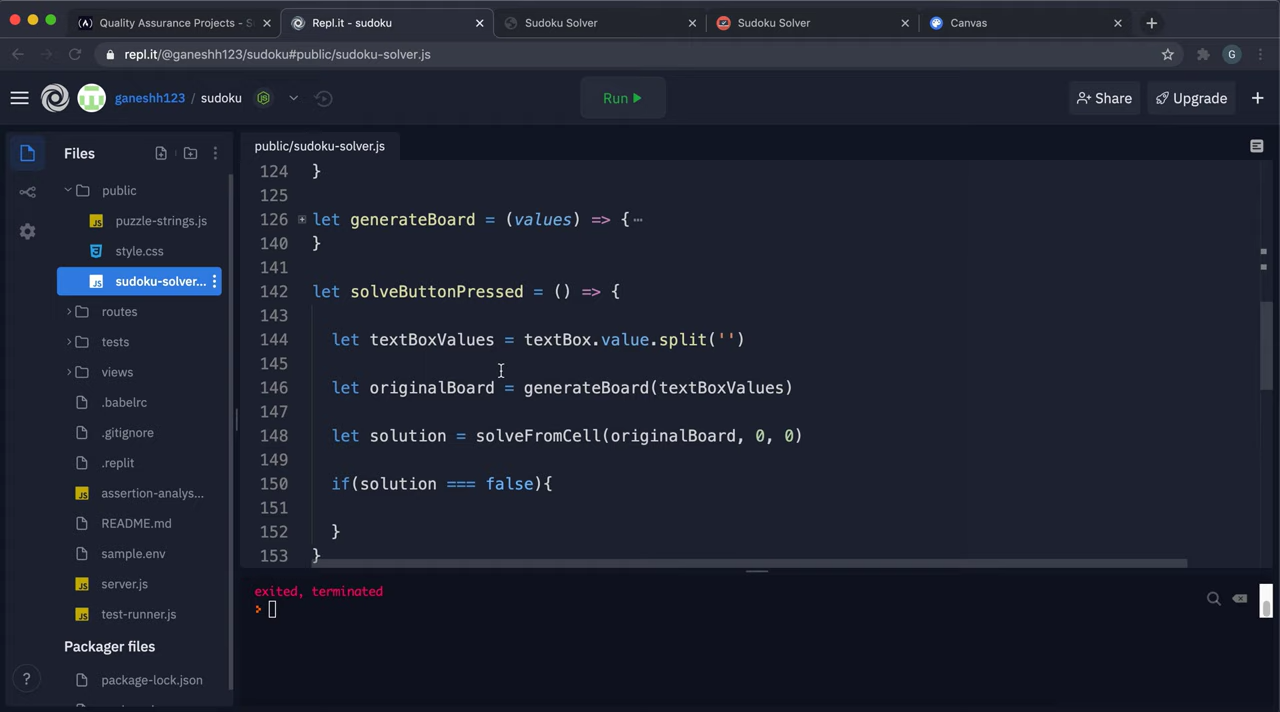 Quality Assurance Projects - S
Repl.it - sudoku
Sudoku Solver
Sudoku Solver
Canvas
repl.it/@ganeshh123/sudoku#public/sudoku-solver.js
G
ganeshh123 / sudoku
Run
Share
Upgrade
Files
public/sudoku-solver.js
public
puzzle-strings.js
style.css
sudoku-solver...
routes
tests
views
.babelrc
.gitignore
.replit
assertion-analys...
README.md
sample.env
server.js
test-runner.js
Packager files
package-lock.json
124 }
125
126 let generateBoard = (values) => {
140 }
141
142 let solveButtonPressed = () => {
143
144 let textBoxValues = textBox.value.split('')
145
146 let originalBoard = generateBoard(textBoxValues)
147
148 let solution = solveFromCell(originalBoard, 0, 0)
149
150 if(solution === false){
151
152 }
153 }
exited, terminated
>
?